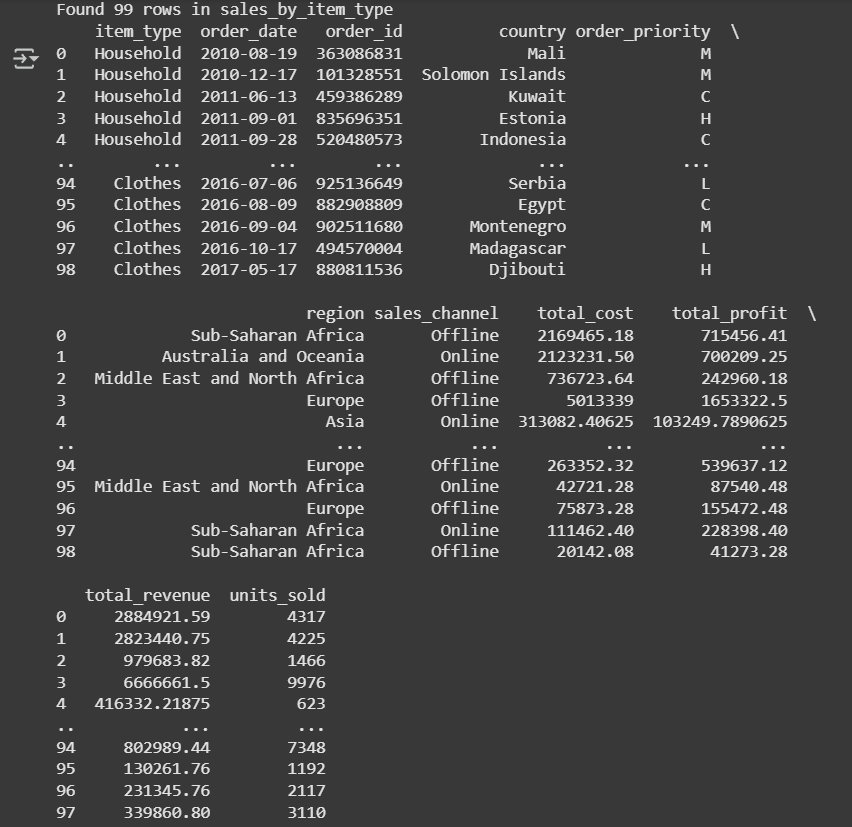 Found 99 rows in sales_by_item_type
item_type order_date order_id country order_priority \
0 Household 2010-08-19 363086831 Mali M
1 Household 2010-12-17 101328551 Solomon Islands M
2 Household 2011-06-13 459386289 Kuwait C
3 Household 2011-09-01 835696351 Estonia H
4 Household 2011-09-28 520480573 Indonesia C
.. ... ... ... ... ...
94 Clothes 2016-07-06 925136649 Serbia L
95 Clothes 2016-08-09 882908809 Egypt C
96 Clothes 2016-09-04 902511680 Montenegro M
97 Clothes 2016-10-17 494570004 Madagascar L
98 Clothes 2017-05-17 880811536 Djibouti H
region sales_channel total_cost total_profit \
0 Sub-Saharan Africa Offline 2169465.18 715456.41
1 Australia and Oceania Online 2123231.50 700209.25
2 Middle East and North Africa Offline 736723.64 242960.18
3 Europe Offline 5013339 1653322.5
4 Asia Online 313082.40625 103249.7890625
.. ... ... ... ...
94 Europe Offline 263352.32 539637.12
95 Middle East and North Africa Online 42721.28 87540.48
96 Europe Offline 75873.28 155472.48
97 Sub-Saharan Africa Online 111462.40 228398.40
98 Sub-Saharan Africa Offline 20142.08 41273.28
total_revenue units_sold
0 2884921.59 4317
1 2823440.75 4225
2 979683.82 1466
3 6666661.5 9976
4 416332.21875 623
.. ... ...
94 802989.44 7348
95 130261.76 1192
96 231345.76 2117
97 339860.80 3110